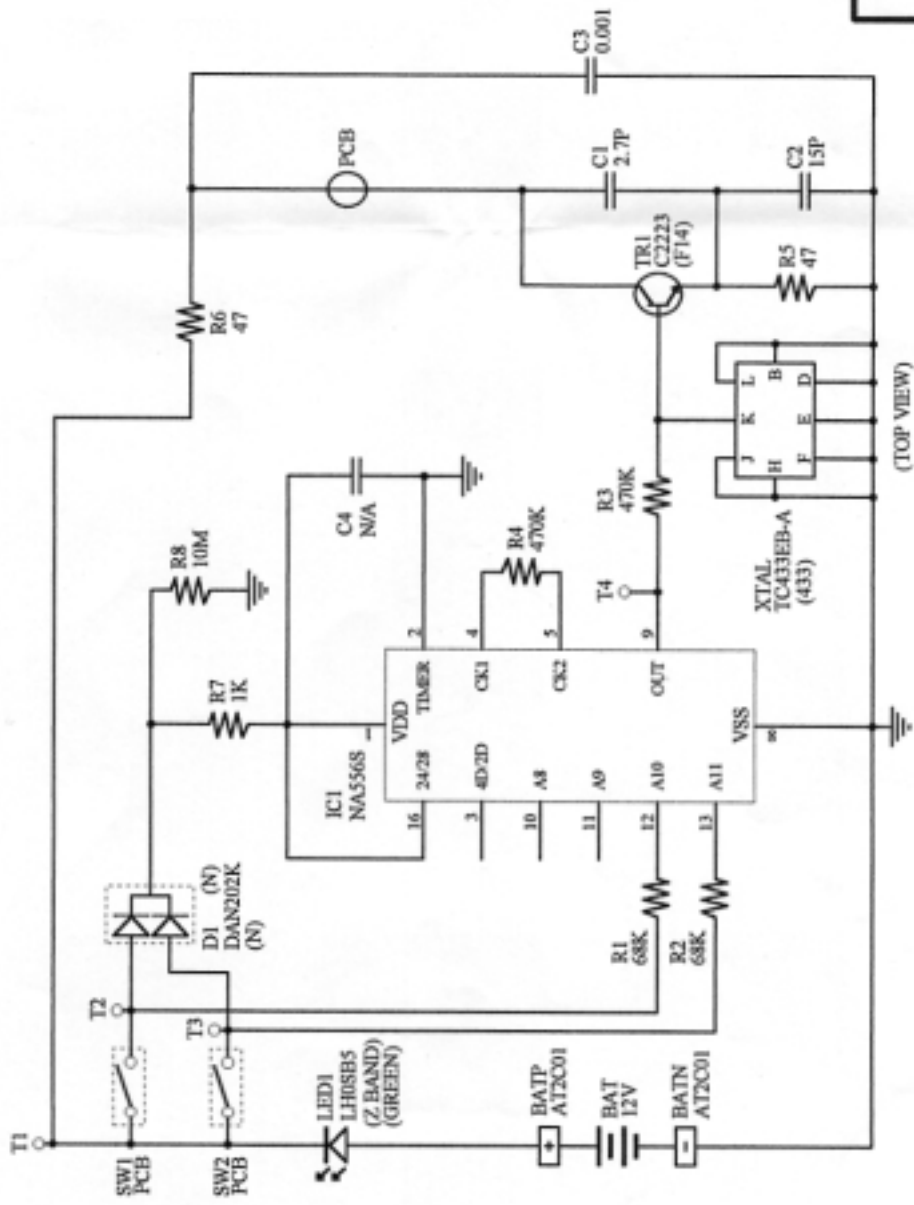 T1
SW1
PCB
SW2
PCB
T2
T3
D1
DAN202K
(N)
(N)
R8
10M
R7
1K
R6
47
LED1
LH0SB5
(Z BAND)
(GREEN)
IC1
NA556S
C4
N/A
PCB
C3
0.001
1
VDD
16
24/28
TIMER
2
3
4D/2D
CK1
4
R4
470K
10
A8
CK2
5
11
A9
12
A10
OUT
9
13
A11
VSS
8
T4
R3
470K
R1
68K
R2
68K
BATP
AT2C01
+
BAT
12V
BATN
AT2C01
-
TR1
C2223
(F14)
C1
2.7P
C2
15P
R5
47
XTAL
TC433EB-A
(433)
J
K
L
H
B
F
E
D
(TOP VIEW)